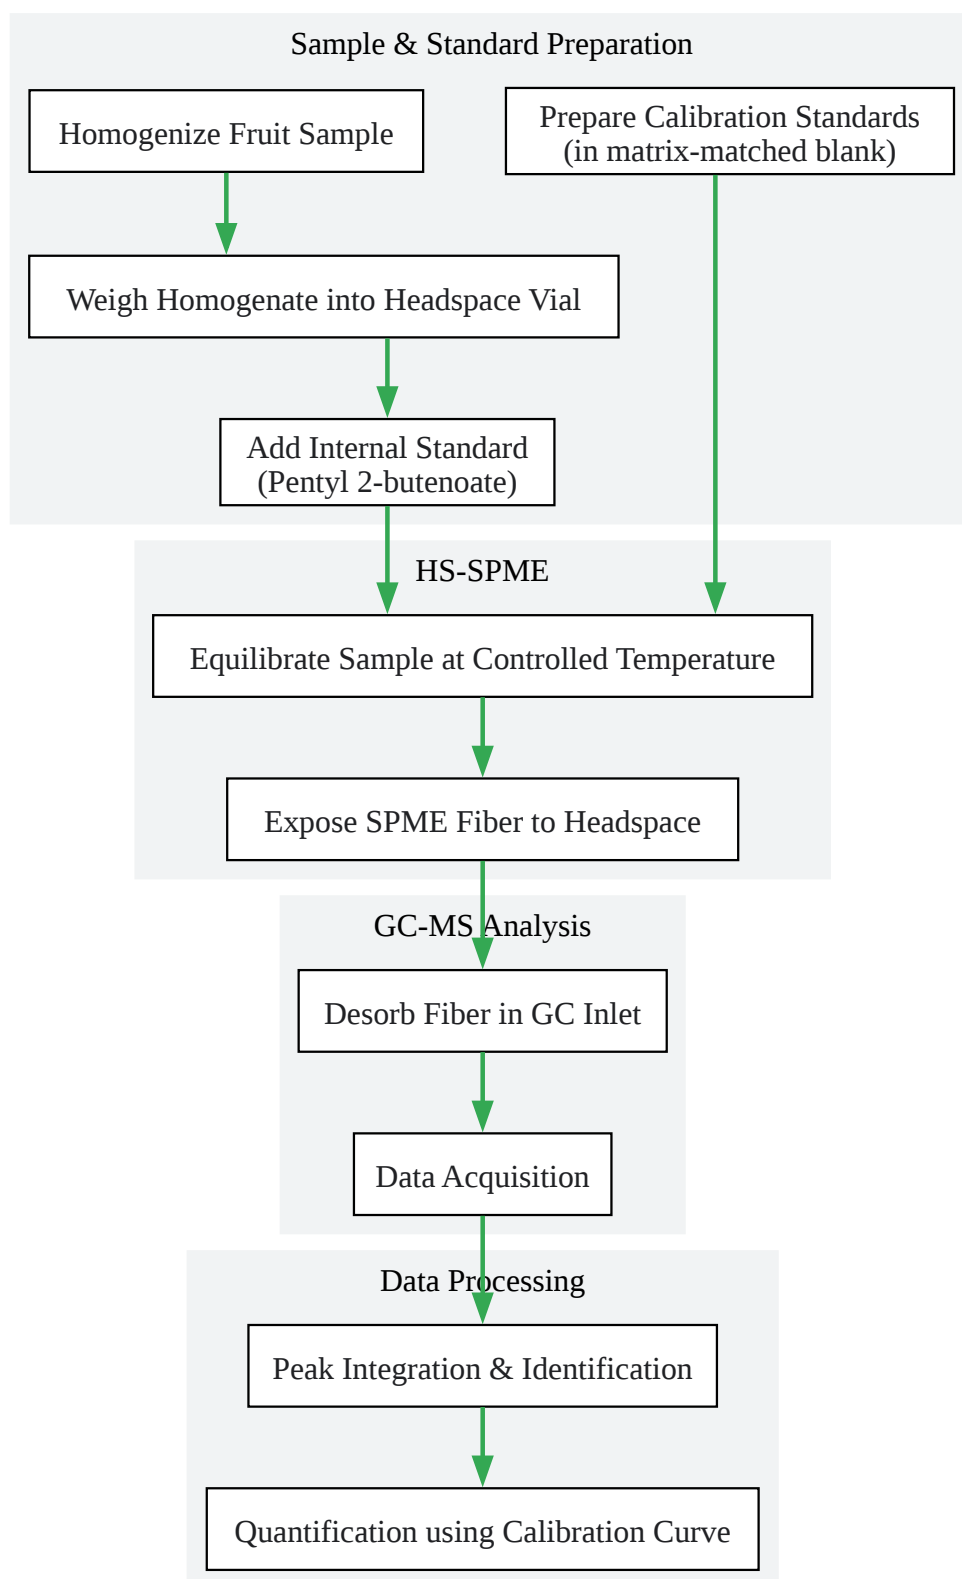 Sample & Standard Preparation
Homogenize Fruit Sample
Prepare Calibration Standards
(in matrix-matched blank)
Weigh Homogenate into Headspace Vial
Add Internal Standard
(Pentyl 2-butenoate)
HS-SPME
Equilibrate Sample at Controlled Temperature
Expose SPME Fiber to Headspace
GC-MS Analysis
Desorb Fiber in GC Inlet
Data Acquisition
Data Processing
Peak Integration & Identification
Quantification using Calibration Curve